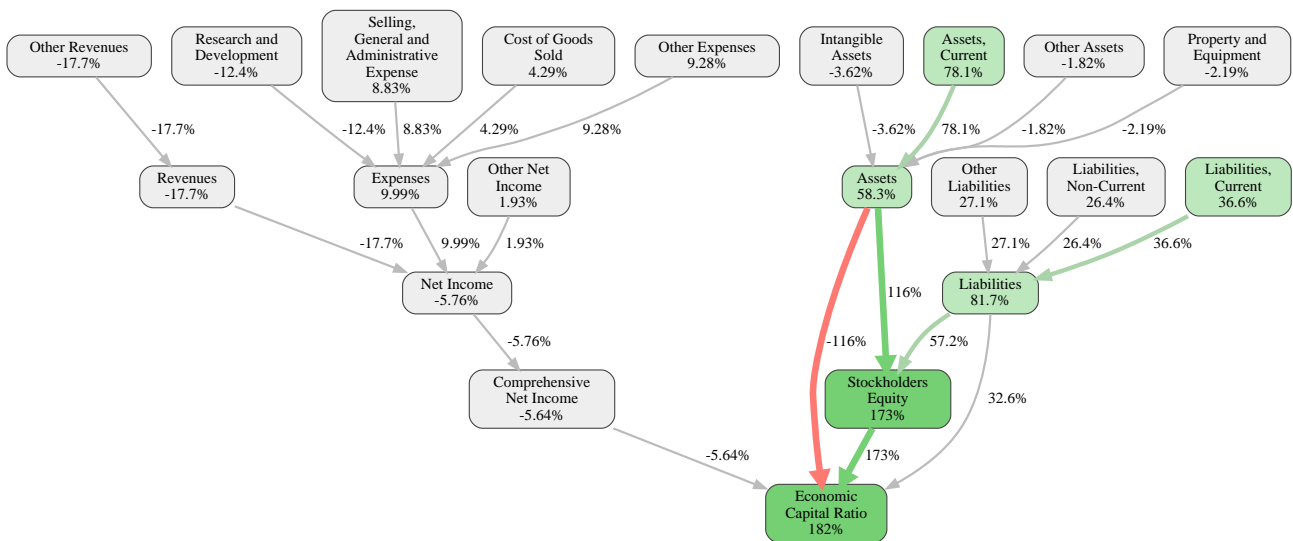 Other Revenues
-17.7%
Research and
Development
-12.4%
Selling,
General and
Administrative
Expense
8.83%
Cost of Goods
Sold
4.29%
Other Expenses
9.28%
Intangible
Assets
-3.62%
Assets,
Current
78.1%
Other Assets
-1.82%
Property and
Equipment
-2.19%
-17.7%
-12.4%
8.83%
4.29%
9.28%
-3.62%
78.1%
-1.82%
-2.19%
Revenues
-17.7%
Expenses
9.99%
Other Net
Income
1.93%
Assets
58.3%
Other
Liabilities
27.1%
Liabilities,
Non-Current
26.4%
Liabilities,
Current
36.6%
-17.7%
9.99%
1.93%
27.1%
26.4%
36.6%
Net Income
-5.76%
116%
Liabilities
81.7%
-5.76%
-116%
57.2%
Comprehensive
Net Income
-5.64%
Stockholders
Equity
173%
32.6%
-5.64%
173%
Economic
Capital Ratio
182%